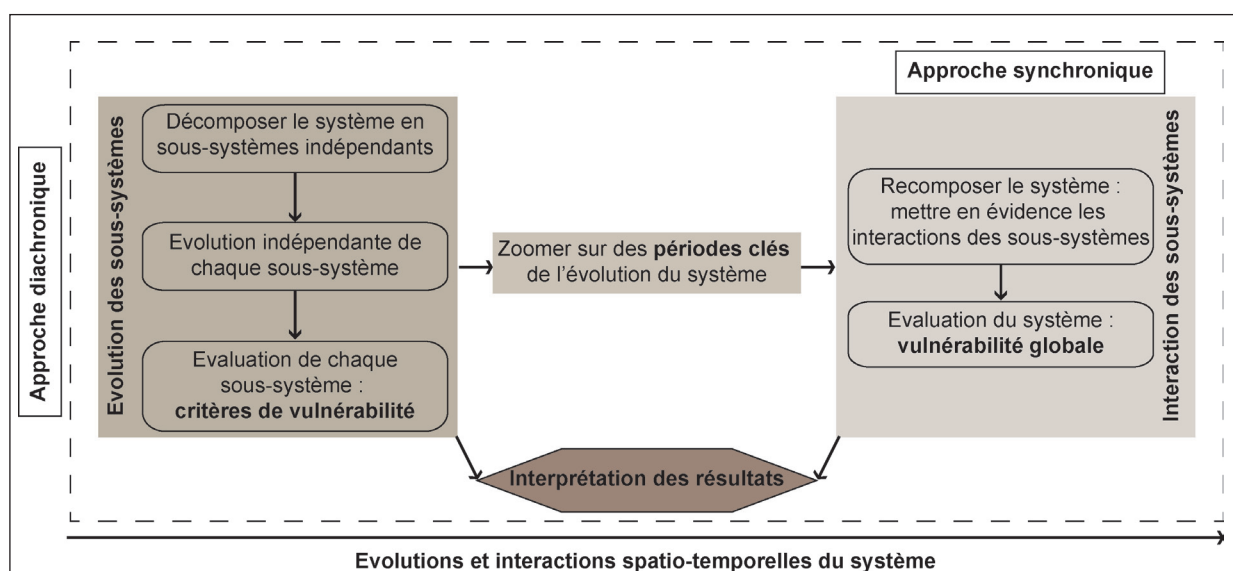 Approche diachronique
Evolution des sous-systèmes
Décomposer le système en
sous-systèmes indépendants
Evolution indépendante de
chaque sous-système
Evaluation de chaque
sous-système :
critères de vulnérabilité
Zoomer sur des périodes clés
de l'évolution du système
Approche synchronique
Recomposer le système :
mettre en évidence les
interactions des sous-systèmes
Evaluation du système :
vulnérabilité globale
Interaction des sous-systèmes
Interprétation des résultats
Evolutions et interactions spatio-temporelles du système